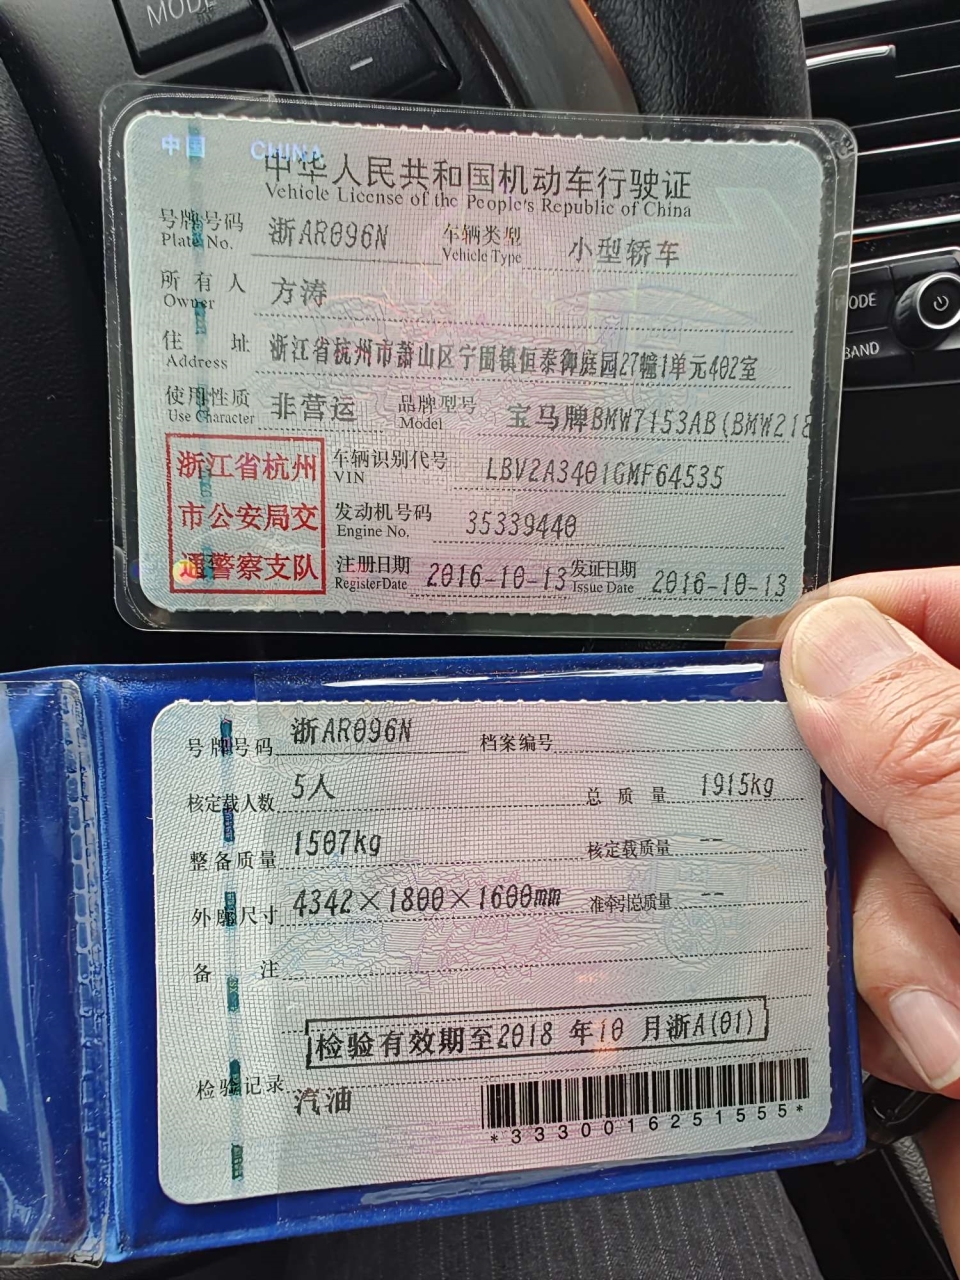 MODE
中国 CHINA
中华人民共和国机动车行驶证
Vehicle License of the People's Republic of China
号牌号码 浙AR096N 车辆类型 小型轿车
Plate No. Vehicle Type
所有人 方涛
Owner
住址 浙江省杭州市萧山区宁围镇恒泰御庭园27幢1单元402室
Address
使用性质 非营运 品牌型号 宝马牌BMW7153AB(BMW218
Use Character Model
浙江省杭州
市公安局交
通警察支队
车辆识别代号 LBV2A3401GMF64535
VIN
发动机号码 35339440
Engine No.
注册日期 2016-10-13 发证日期 2016-10-13
Register Date Issue Date
MODE
BAND
号牌号码 浙AR096N 档案编号
核定载人数 5人 总质量 1915kg
整备质量 1507kg 核定载质量 --
外廓尺寸 4342×1800×1600mm 准牵引总质量 --
备注
检验有效期至2018 年10 月浙A(01)
检验记录 汽油
*3330016251555*